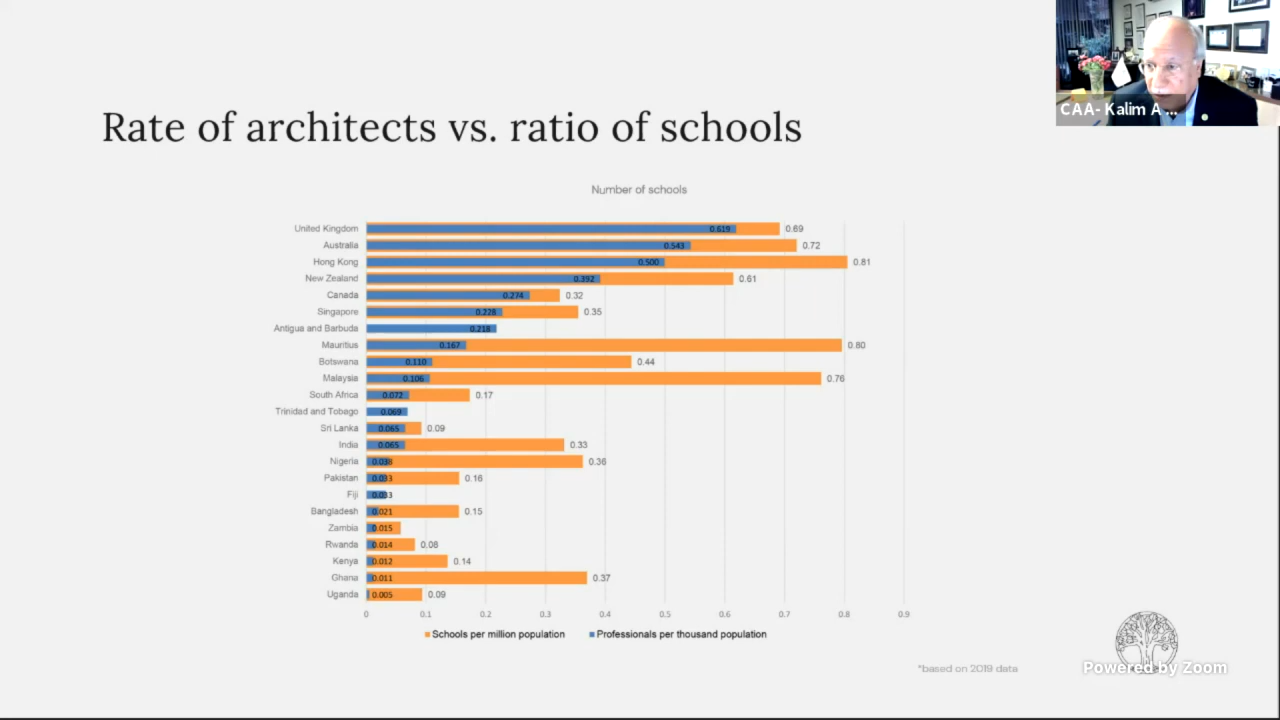 CAA- Kalim A ...
Rate of architects vs. ratio of schools
Number of schools
United Kingdom 0.619 0.69
Australia 0.543 0.72
Hong Kong 0.500 0.81
New Zealand 0.392 0.61
Canada 0.274 0.32
Singapore 0.228 0.35
Antigua and Barbuda 0.218
Mauritius 0.167 0.80
Botswana 0.110 0.44
Malaysia 0.106 0.76
South Africa 0.072 0.17
Trinidad and Tobago 0.069
Sri Lanka 0.065 0.09
India 0.065 0.33
Nigeria 0.038 0.36
Pakistan 0.033 0.16
Fiji 0.033
Bangladesh 0.021 0.15
Zambia 0.015
Rwanda 0.014 0.08
Kenya 0.012 0.14
Ghana 0.011 0.37
Uganda 0.005 0.09
0 0.1 0.2 0.3 0.4 0.5 0.6 0.7 0.8 0.9
Schools per million population Professionals per thousand population
*based on 2019 data
Powered by Zoom